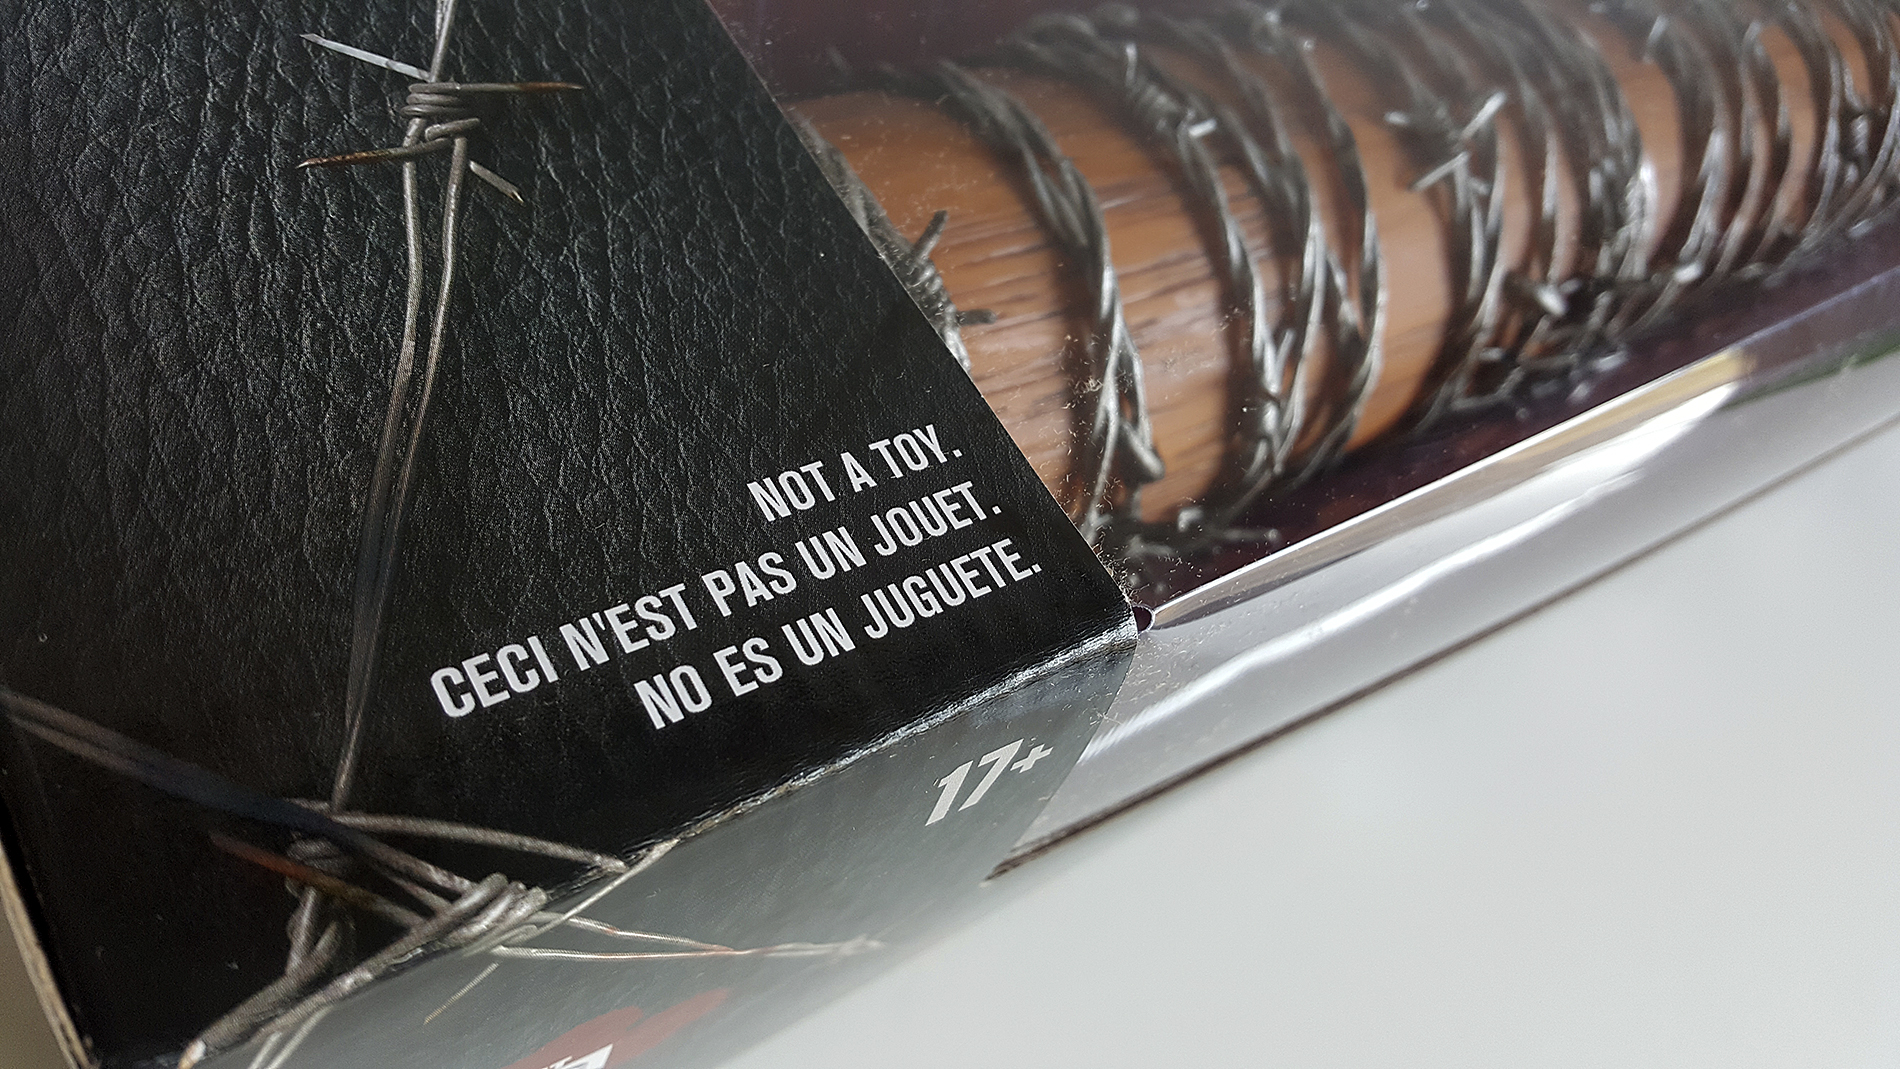 NOT A TOY.
CECI N'EST PAS UN JOUET.
NO ES UN JUGUETE.
17+